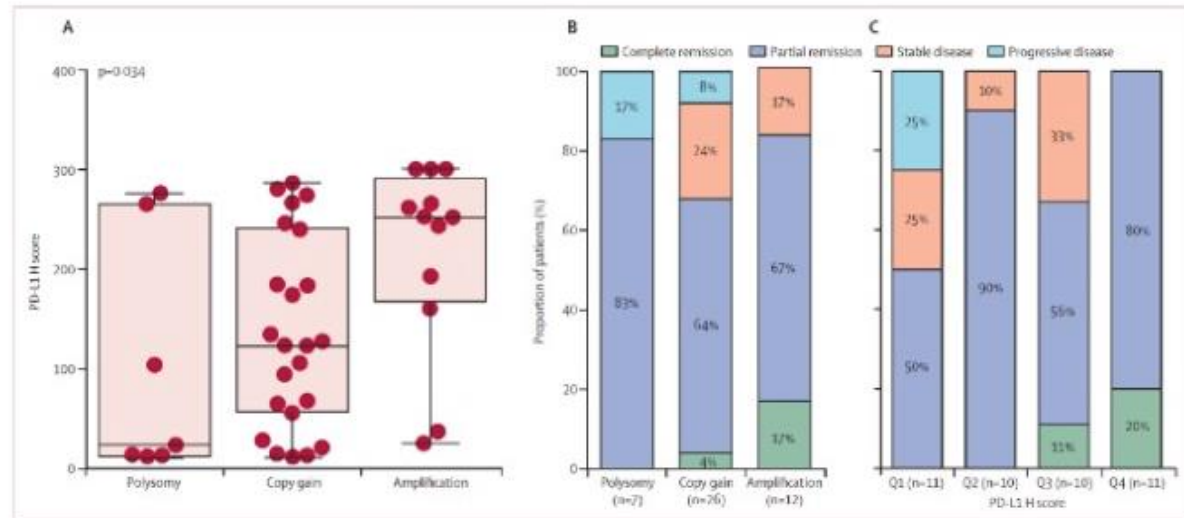 A
p=0·034
400
300
200
100
0
PD-L1 H score
Polysomy
Copy gain
Amplification
B
Complete remission
Partial remission
Stable disease
Progressive disease
100
80
60
40
20
0
Proportion of patients (%)
17%
83%
8%
24%
64%
4%
17%
67%
17%
Polysomy
(n=7)
Copy gain
(n=26)
Amplification
(n=12)
C
25%
25%
50%
10%
90%
33%
56%
11%
80%
20%
Q1 (n=11)
Q2 (n=10)
Q3 (n=10)
Q4 (n=11)
PD-L1 H score